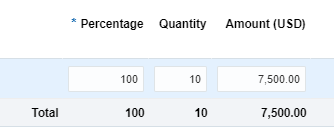 * Percentage Quantity Amount (USD)
100 10 7,500.00
Total 100 10 7,500.00